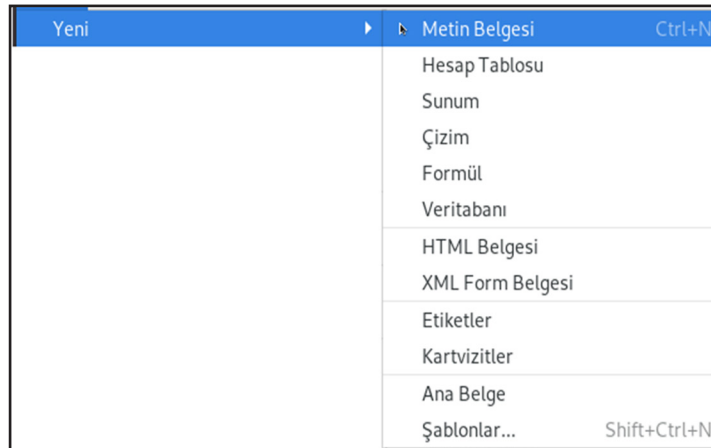 Yeni
Metin Belgesi Ctrl+N
Hesap Tablosu
Sunum
Çizim
Formül
Veritabanı
HTML Belgesi
XML Form Belgesi
Etiketler
Kartvizitler
Ana Belge
Şablonlar... Shift+Ctrl+N